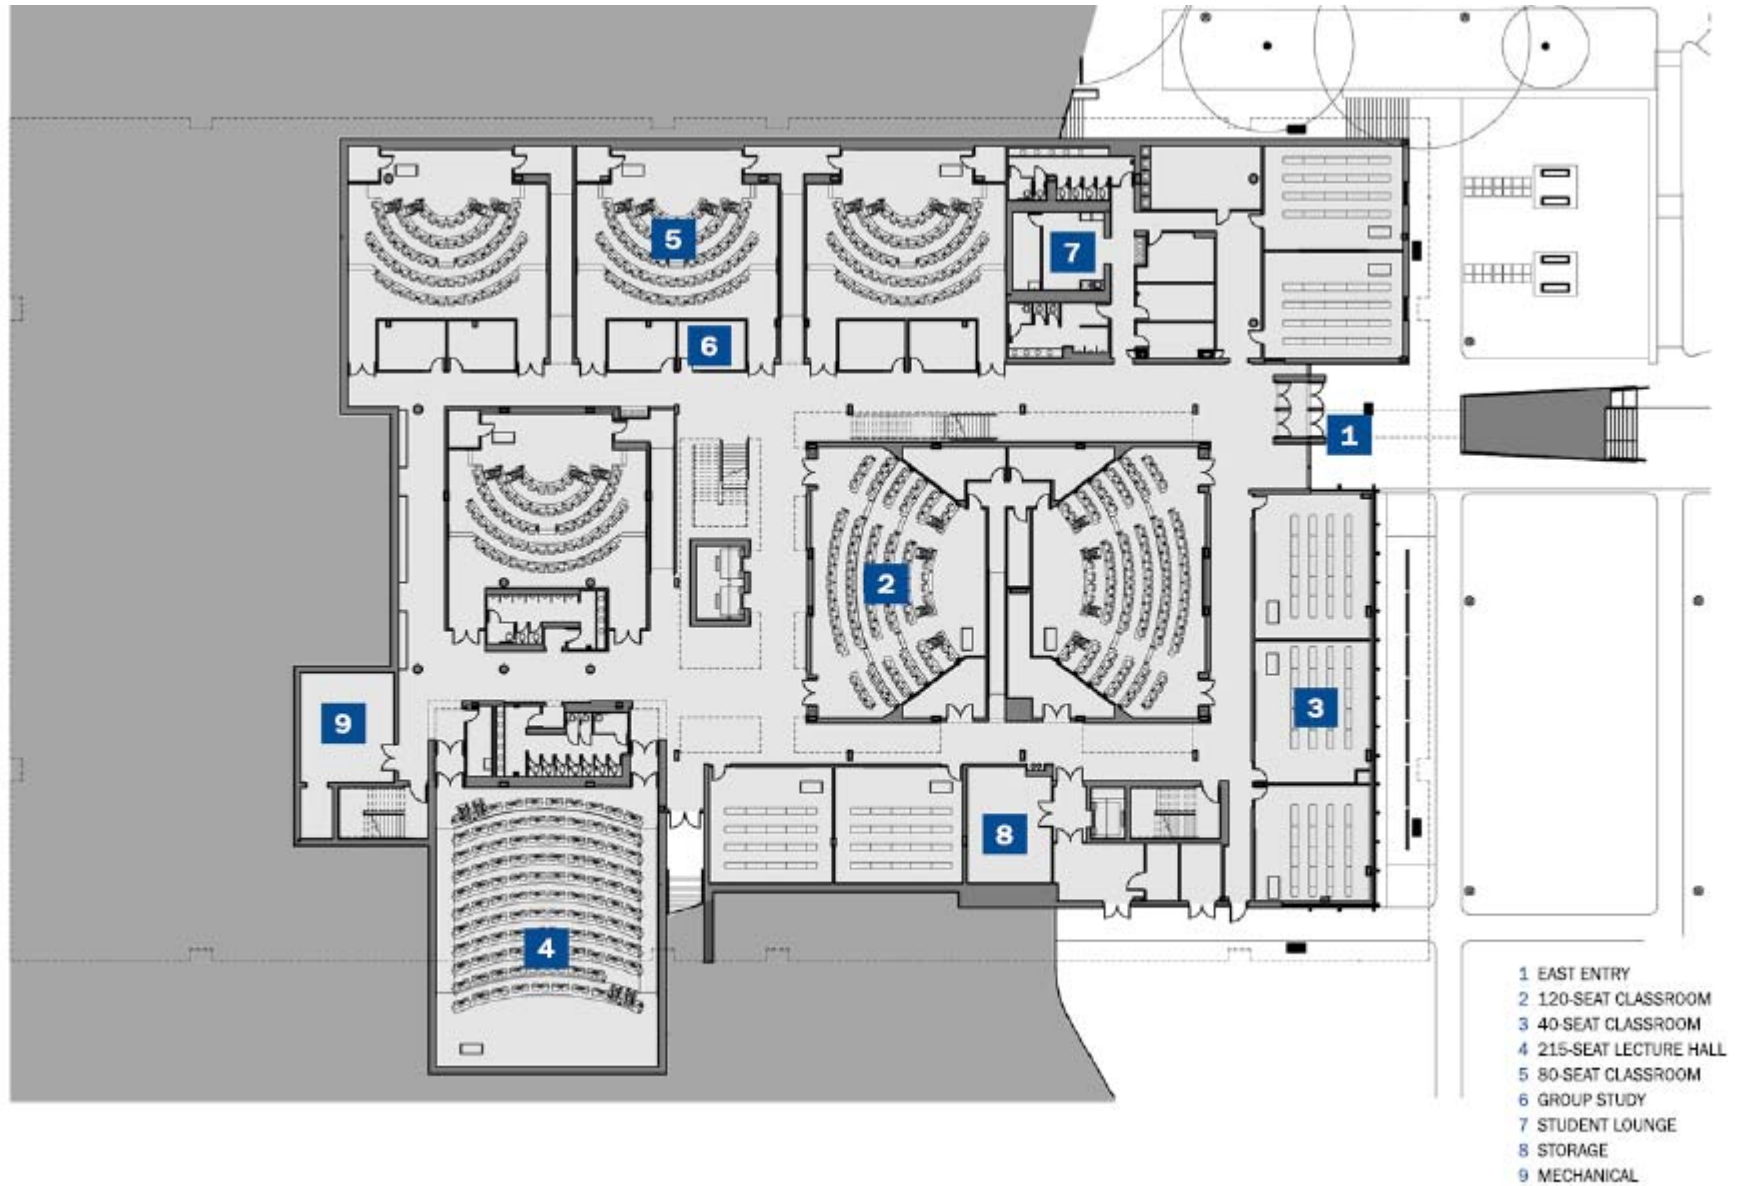 5
7
6
1
2
3
9
8
4
1 EAST ENTRY
2 120-SEAT CLASSROOM
3 40-SEAT CLASSROOM
4 215-SEAT LECTURE HALL
5 80-SEAT CLASSROOM
6 GROUP STUDY
7 STUDENT LOUNGE
8 STORAGE
9 MECHANICAL